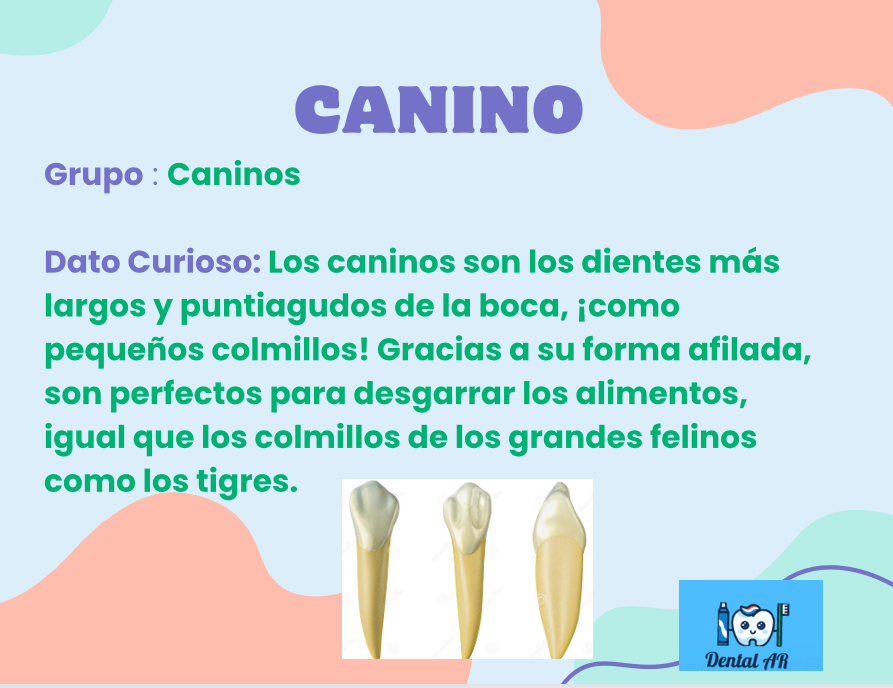 CANINO
Grupo : Caninos
Dato Curioso: Los caninos son los dientes más
largos y puntiagudos de la boca, ¡como
pequeños colmillos! Gracias a su forma afilada,
son perfectos para desgarrar los alimentos,
igual que los colmillos de los grandes felinos
como los tigres.
Dental AR